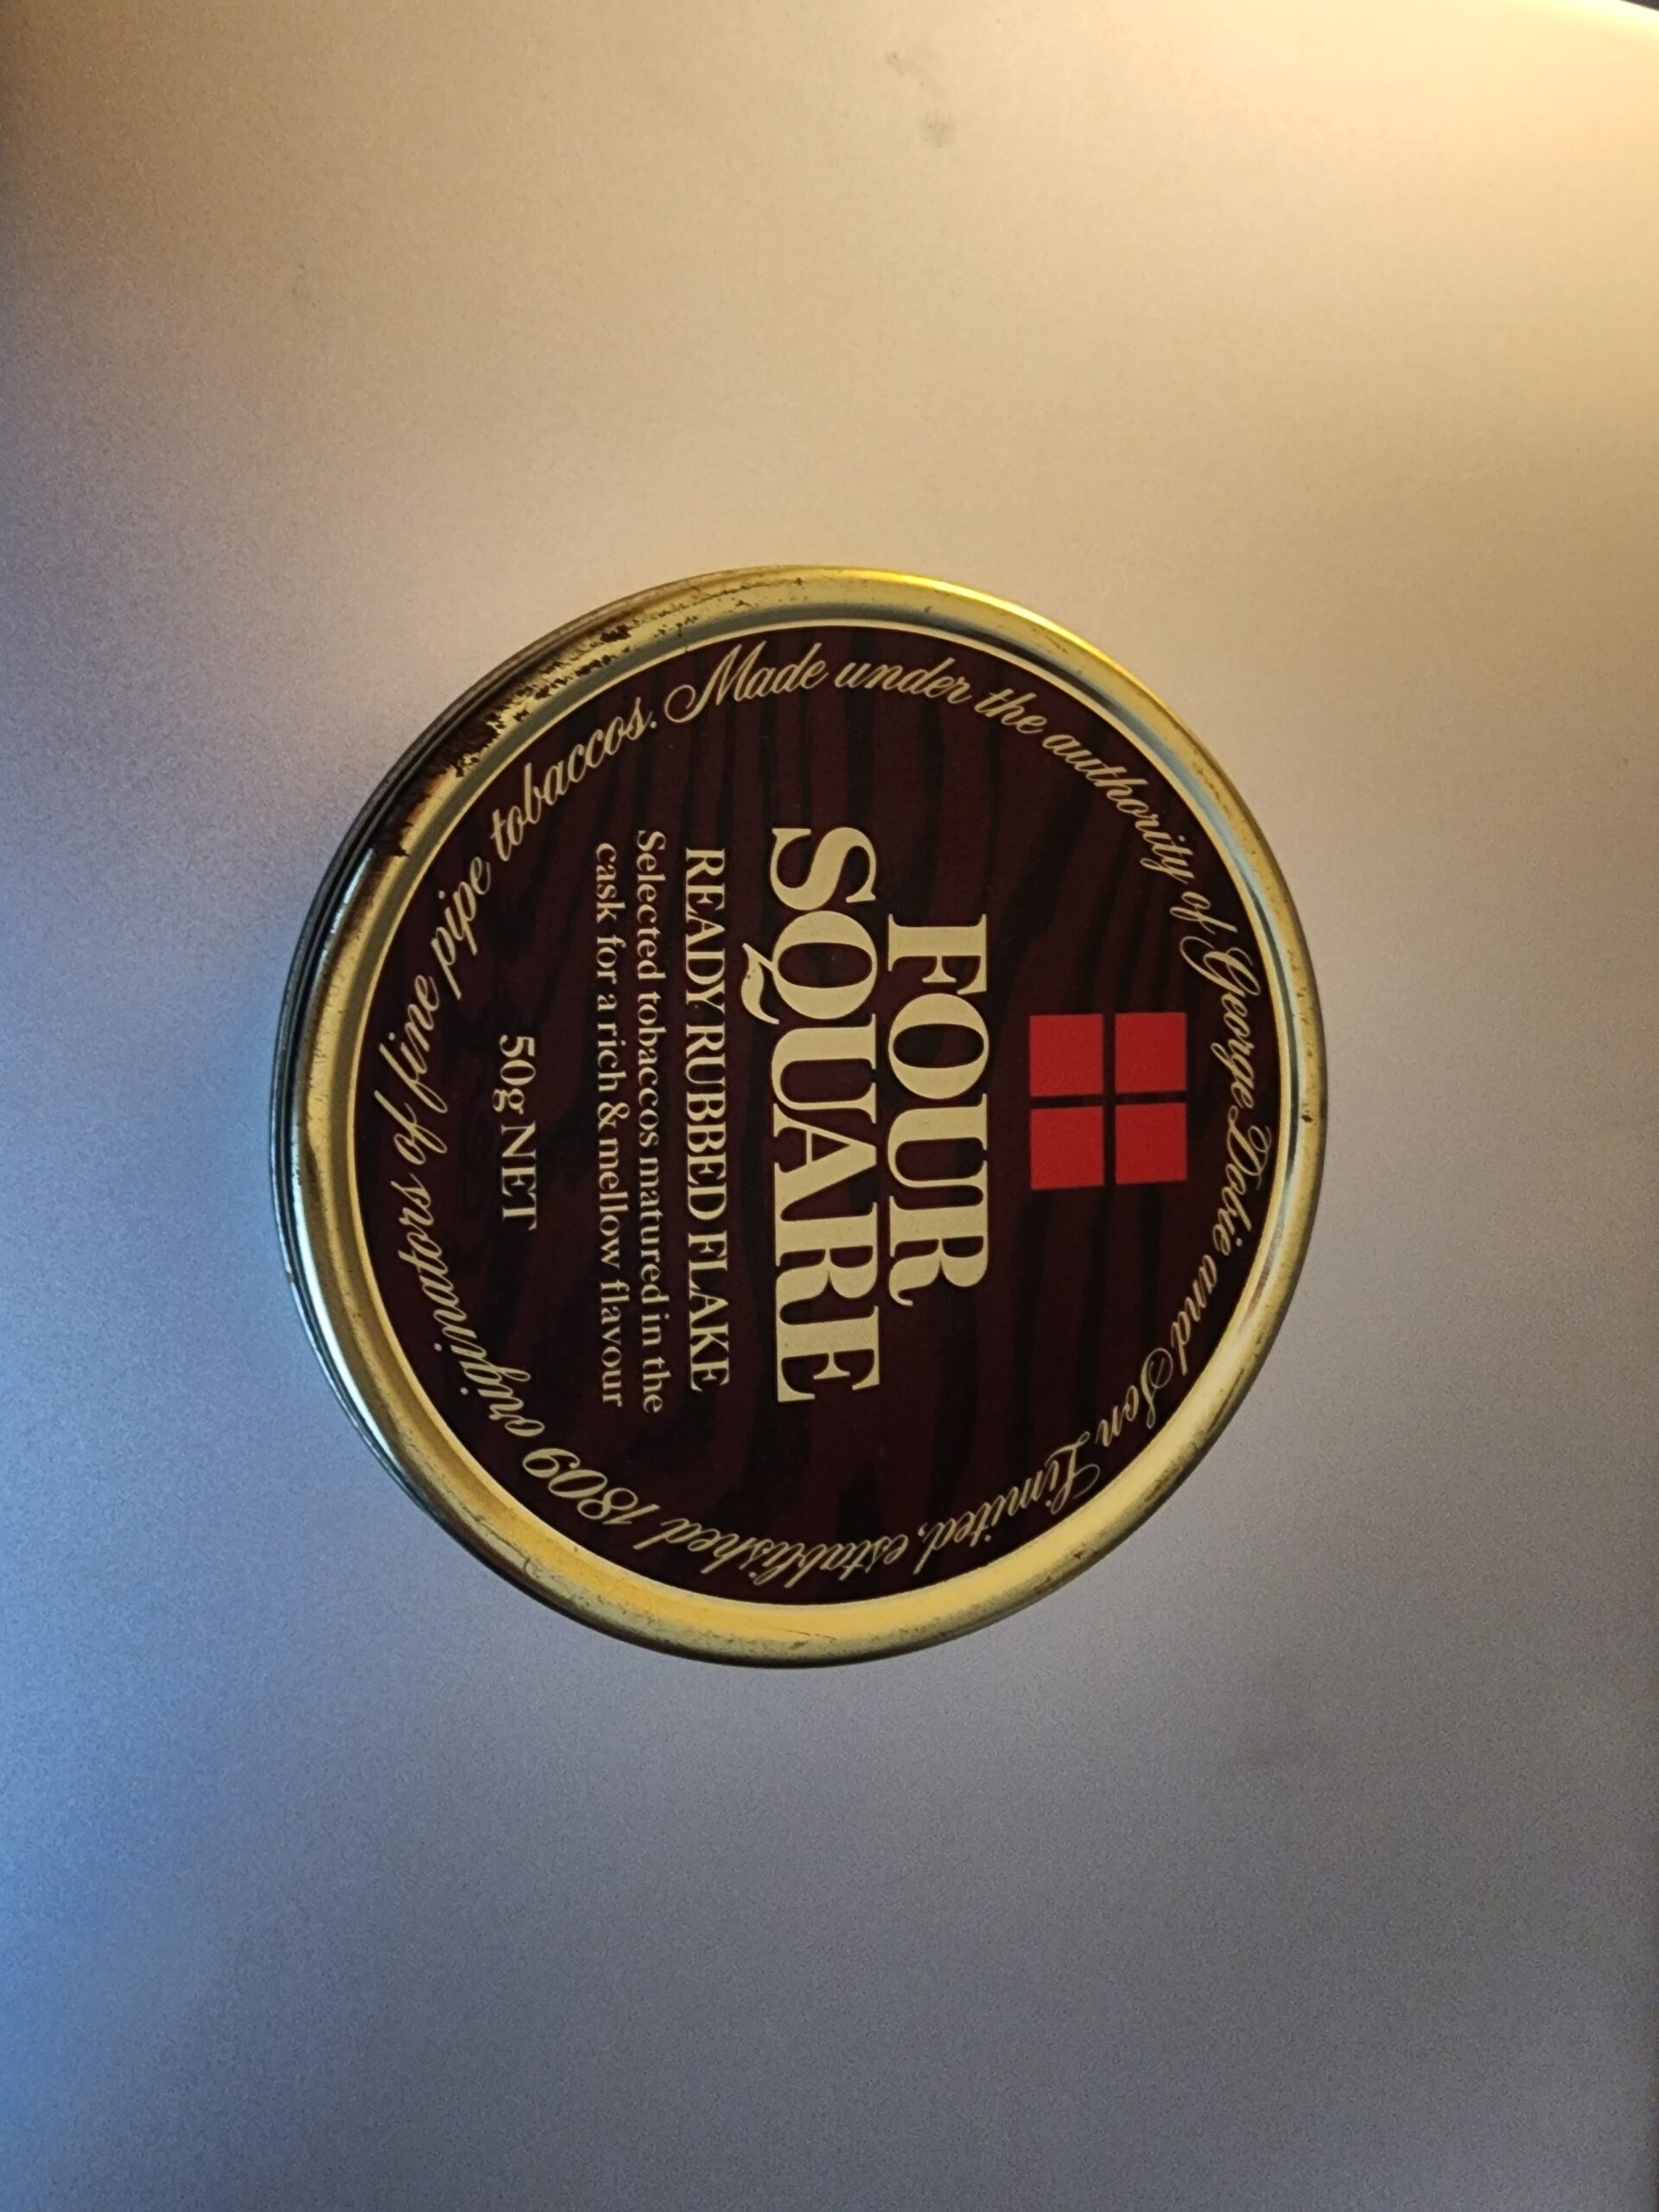 FOUR
SQUARE
READY RUBBED FLAKE
Selected tobaccos matured in the
cask for a rich & mellow flavour
50g NET
Made under the authority of George Dobie and Son Limited, established 1809 originators of fine pipe tobaccos.